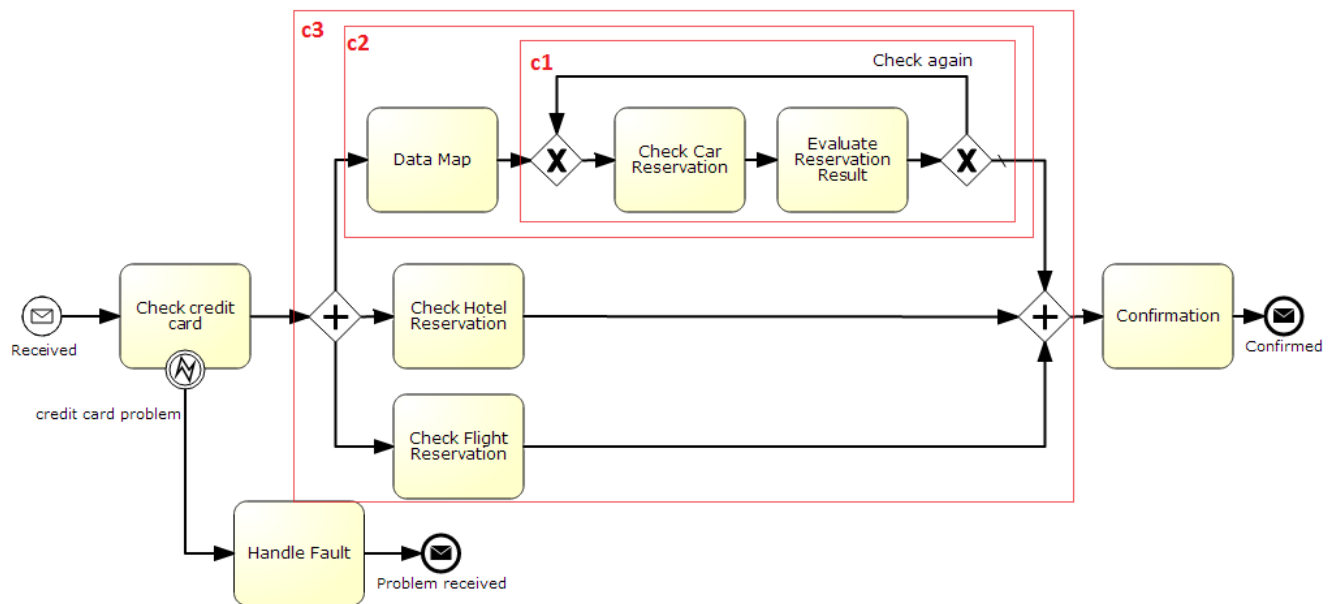 c3
c2
c1
Check again
Data Map
Check Car
Reservation
Evaluate
Reservation
Result
Check credit
card
Received
credit card problem
Check Hotel
Reservation
Confirmation
Confirmed
Check Flight
Reservation
Handle Fault
Problem received